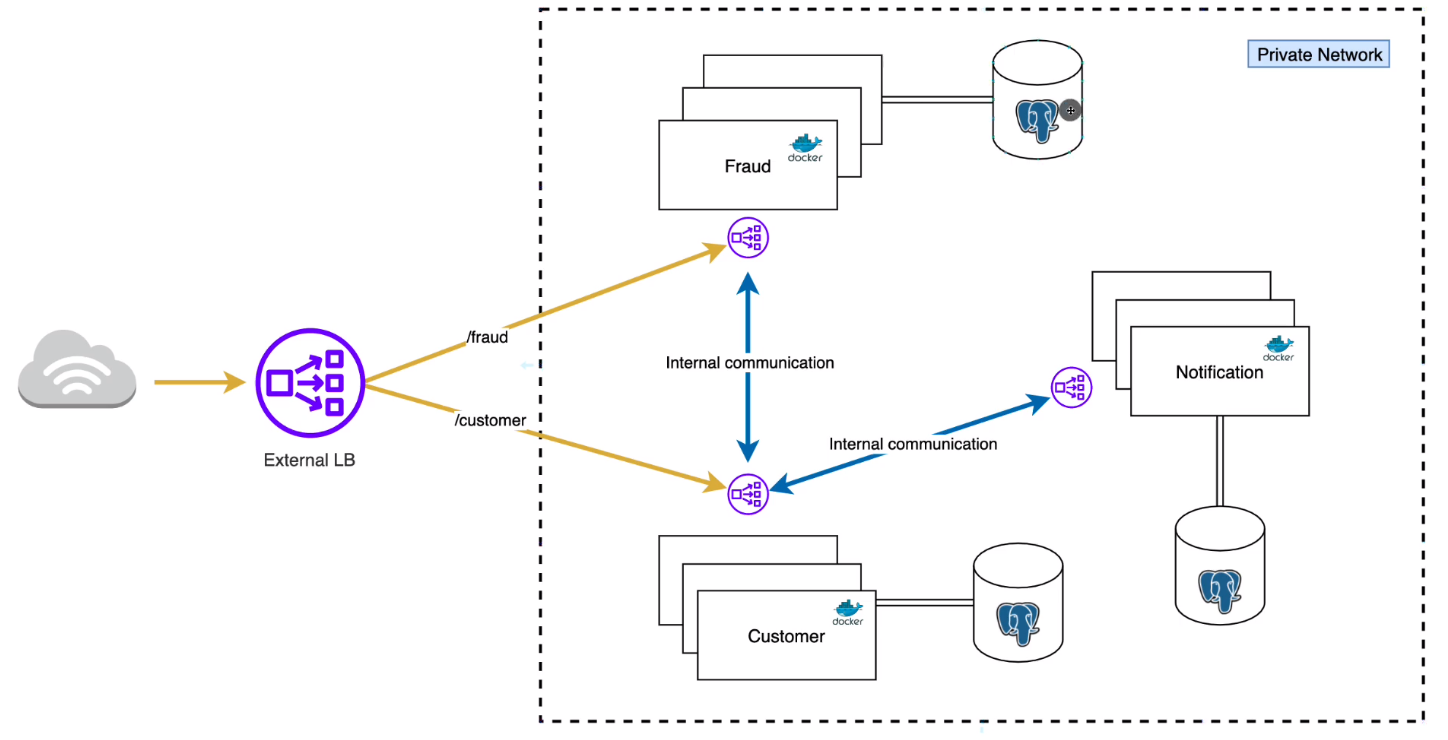 Private Network
docker
Fraud
/fraud
Internal communication
docker
Notification
/customer
Internal communication
External LB
docker
Customer